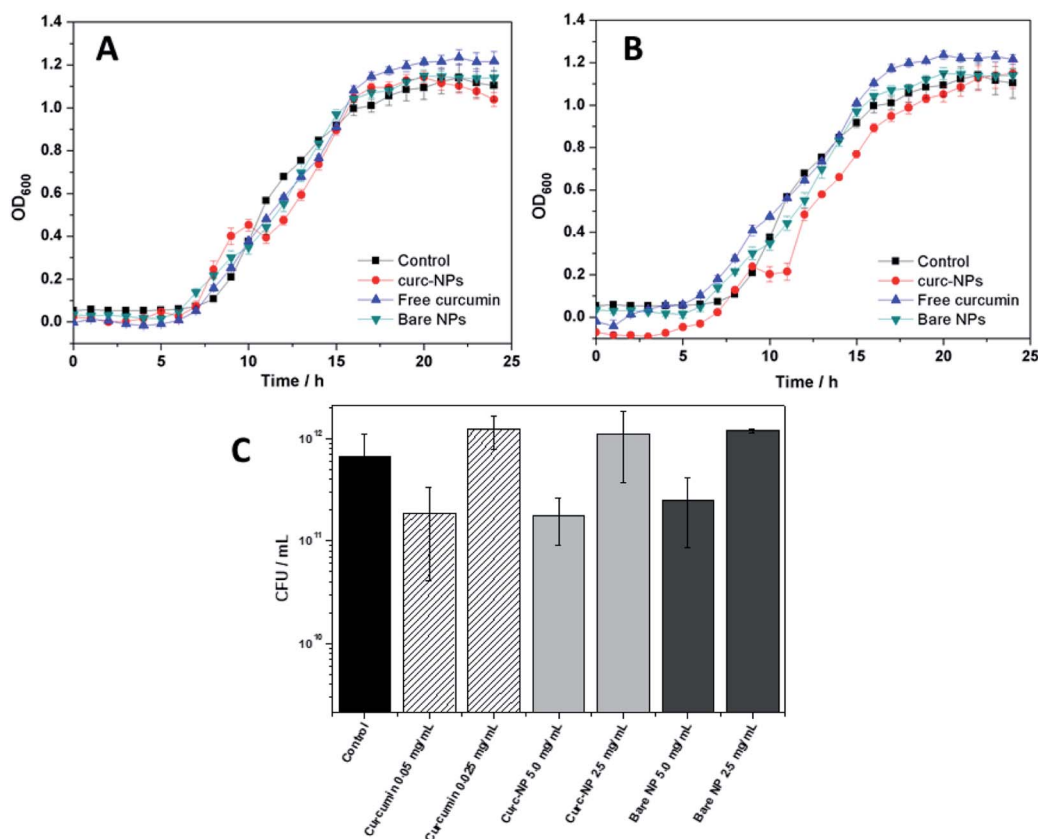 A
1.4
1.2
1.0
0.8
0.6
0.4
0.2
0.0
OD600
Control
curc-NPs
Free curcumin
Bare NPs
0 5 10 15 20 25
Time / h
B
1.4
1.2
1.0
0.8
0.6
0.4
0.2
0.0
OD600
Control
curc-NPs
Free curcumin
Bare NPs
0 5 10 15 20 25
Time / h
C
10^12
10^11
10^10
CFU / mL
Control
Curcumin 0.05 mg/mL
Curcumin 0.025 mg/mL
Curc-NP 5.0 mg/mL
Curc-NP 2.5 mg/mL
Bare NP 5.0 mg/mL
Bare NP 2.5 mg/mL